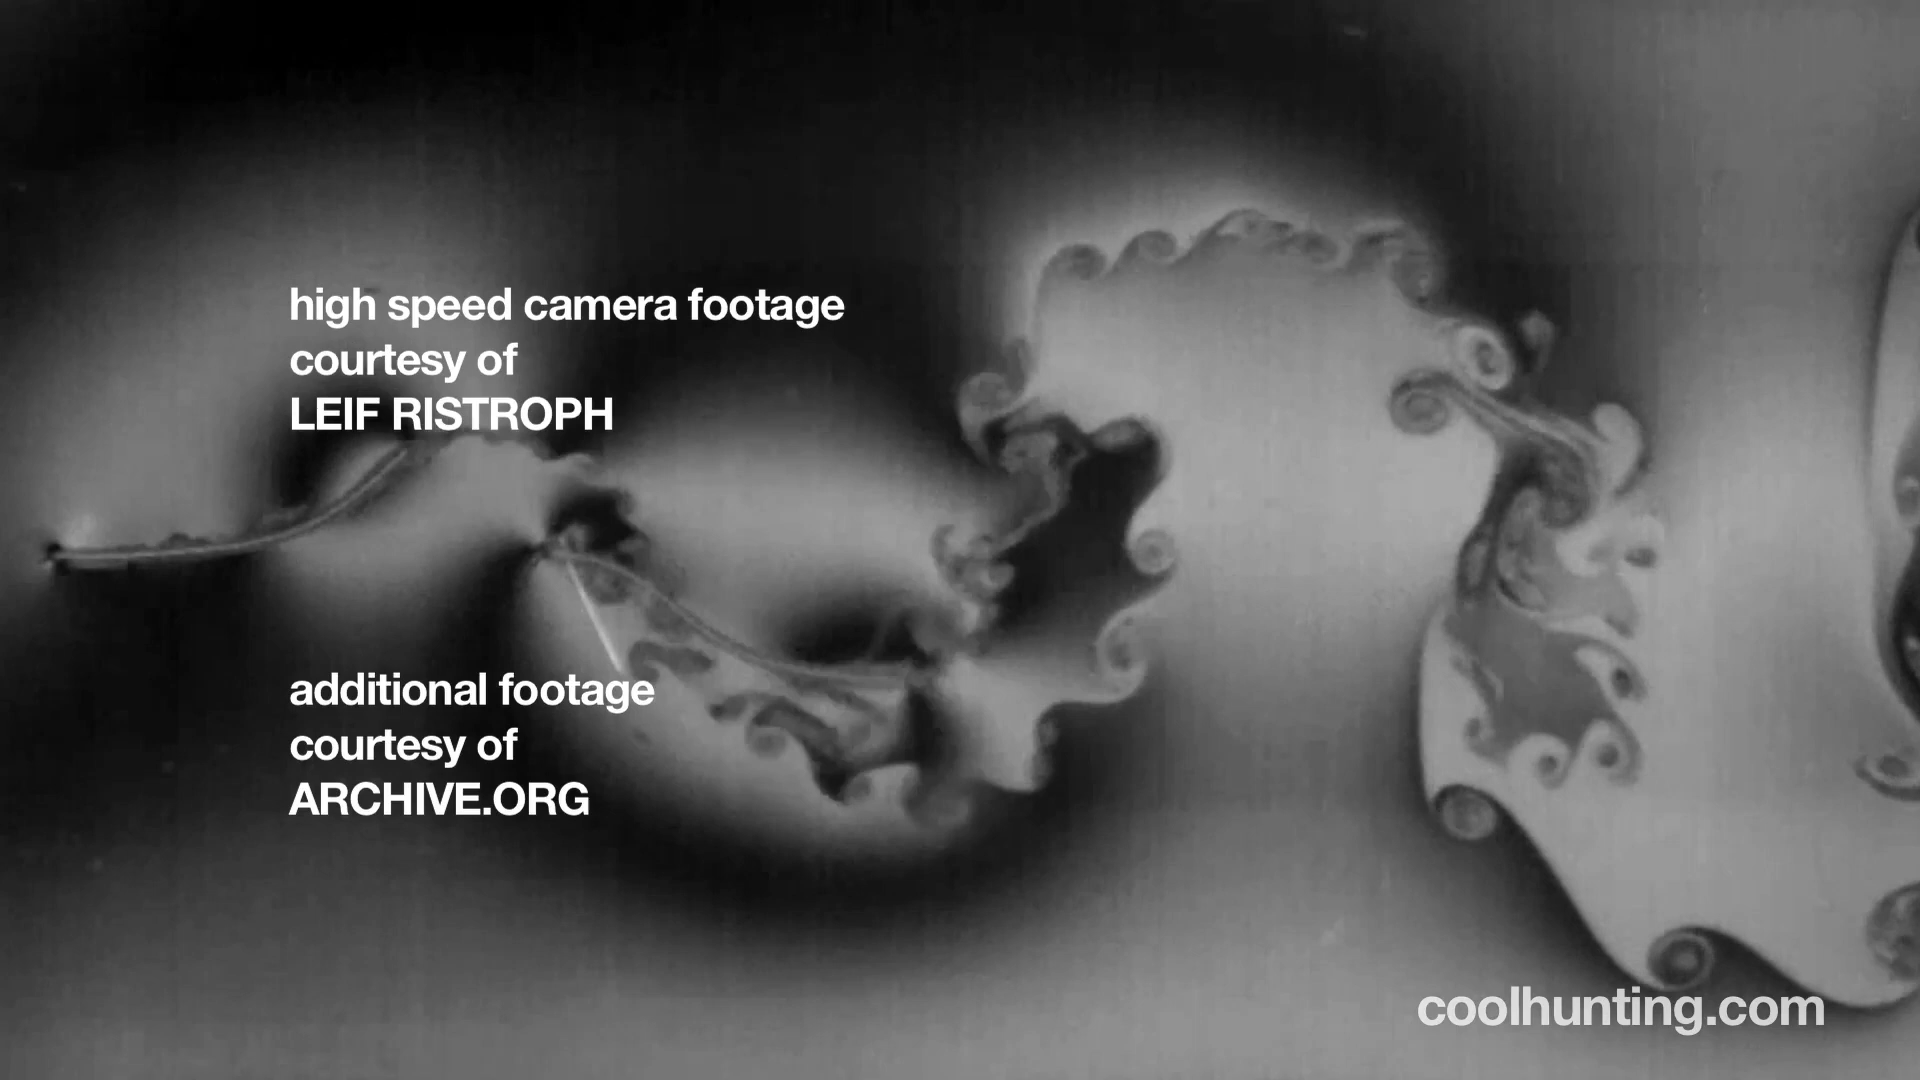 high speed camera footage
courtesy of
LEIF RISTROPH
additional footage
courtesy of
ARCHIVE.ORG
coolhunting.com